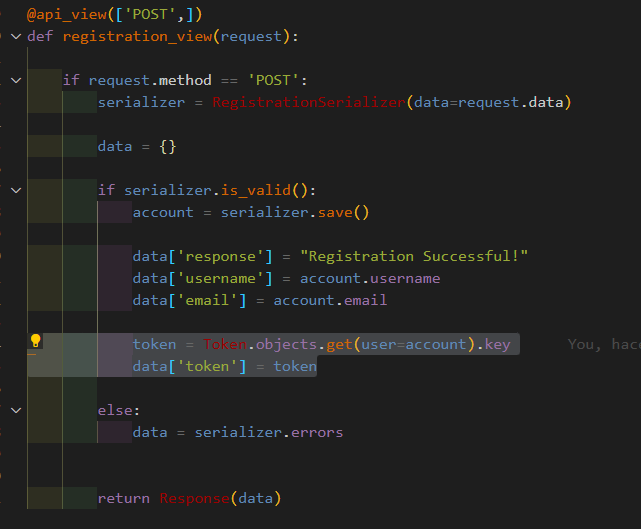 @api_view(['POST',])
def registration_view(request):
if request.method == 'POST':
serializer = RegistrationSerializer(data=request.data)
data = {}
if serializer.is_valid():
account = serializer.save()
data['response'] = "Registration Successful!"
data['username'] = account.username
data['email'] = account.email
token = Token.objects.get(user=account).key You, hac
data['token'] = token
else:
data = serializer.errors
return Response(data)